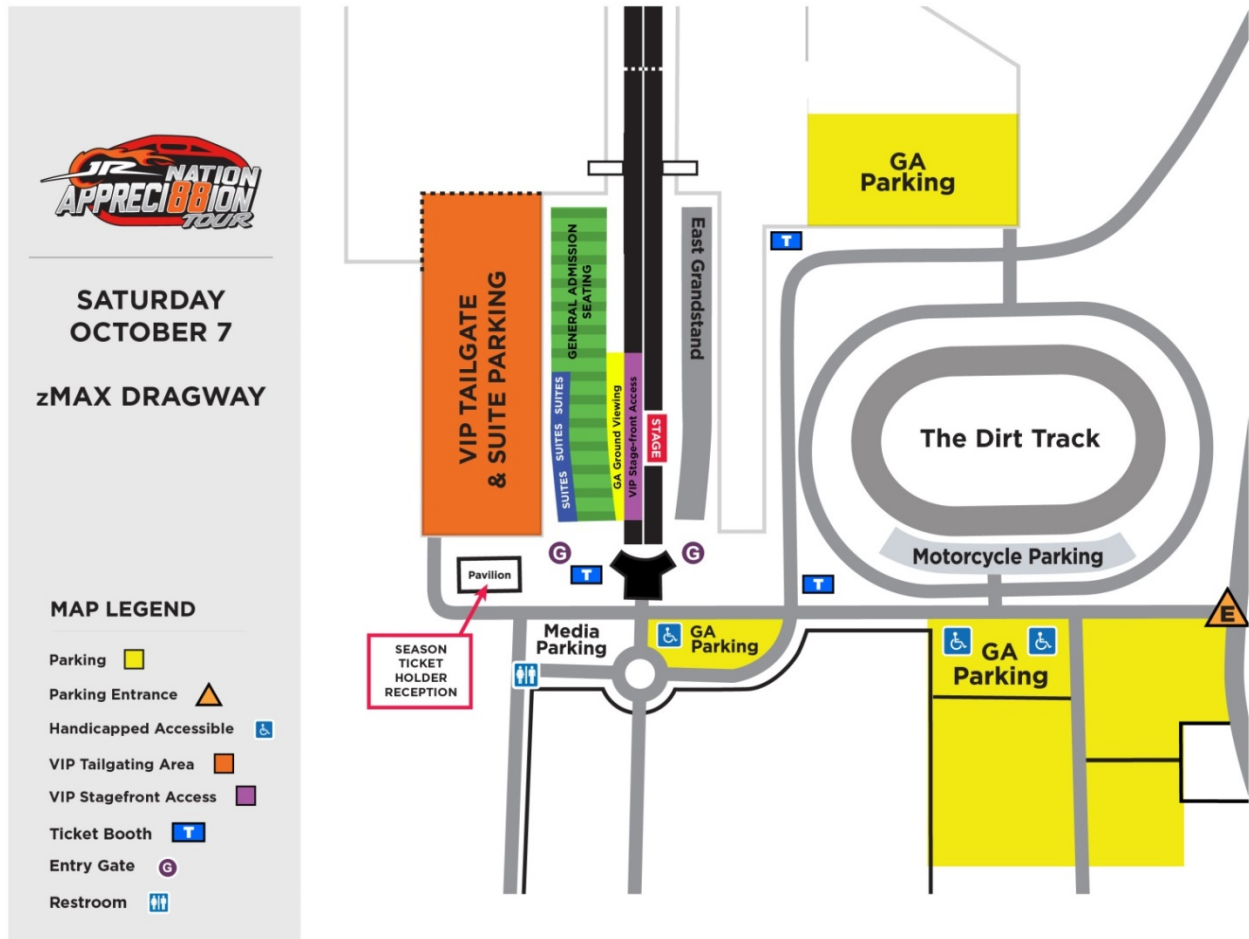 JR NATION
APPRECI88ION
TOUR
SATURDAY
OCTOBER 7
zMAX DRAGWAY
MAP LEGEND
Parking
Parking Entrance
Handicapped Accessible
VIP Tailgating Area
VIP Stagefront Access
Ticket Booth T
Entry Gate G
Restroom
GA
Parking
T
VIP TAILGATE
& SUITE PARKING
GENERAL ADMISSION
SEATING
SUITES SUITES SUITES
GA Ground Viewing
VIP Stage-front Access
STAGE
East Grandstand
The Dirt Track
Motorcycle Parking
G
T
G
T
Pavilion
SEASON
TICKET
HOLDER
RECEPTION
Media
Parking
GA
Parking
GA
Parking
E